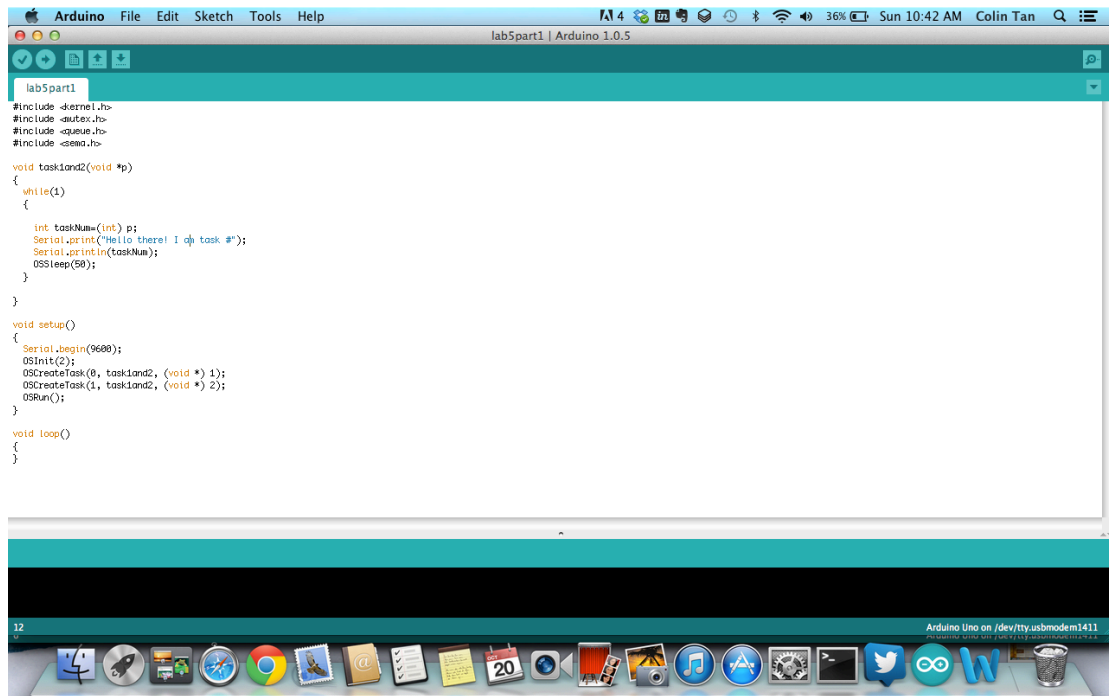 Arduino File Edit Sketch Tools Help 4 36% Sun 10:42 AM Colin Tan
lab5part1 | Arduino 1.0.5
lab5part1
#include <kernel.h>
#include <mutex.h>
#include <queue.h>
#include <sema.h>
void task1and2(void *p)
{
while(1)
{
int taskNum=(int) p;
Serial.print("Hello there! I am task #");
Serial.println(taskNum);
OSSleep(50);
}
}
void setup()
{
Serial.begin(9600);
OSInit(2);
OSCreateTask(0, task1and2, (void *) 1);
OSCreateTask(1, task1and2, (void *) 2);
OSRun();
}
void loop()
{
}
12 Arduino Uno on /dev/tty.usbmodem1411
OCT
20